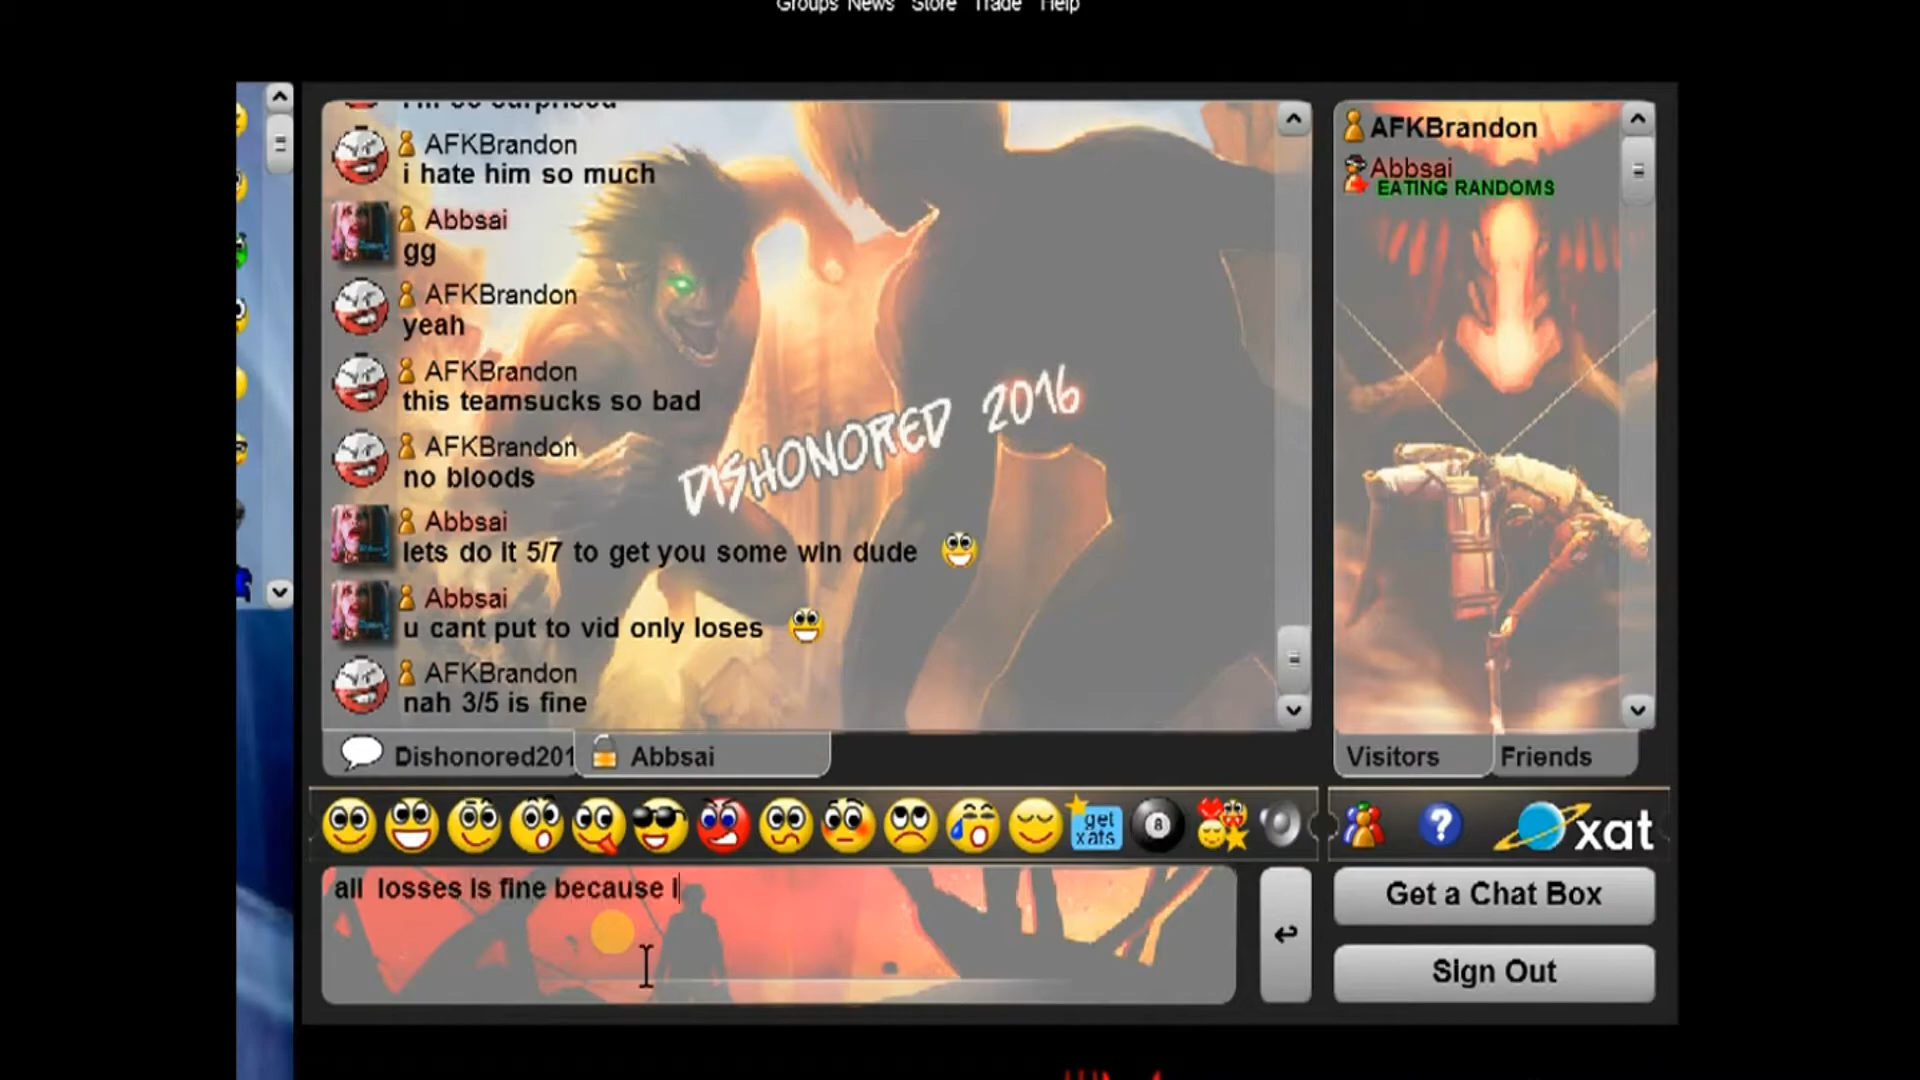 Groups News Store Trade Help
i'm so surprised
AFKBrandon
i hate him so much
Abbsai
gg
AFKBrandon
yeah
AFKBrandon
this teamsucks so bad
AFKBrandon
no bloods
Abbsai
lets do it 5/7 to get you some win dude
Abbsai
u cant put to vid only loses
AFKBrandon
nah 3/5 is fine
DISHONORED 2016
AFKBrandon
Abbsai
EATING RANDOMS
Dishonored201
Abbsai
Visitors
Friends
get
xats
8
?
xat
all  losses is fine because I
Get a Chat Box
Sign Out